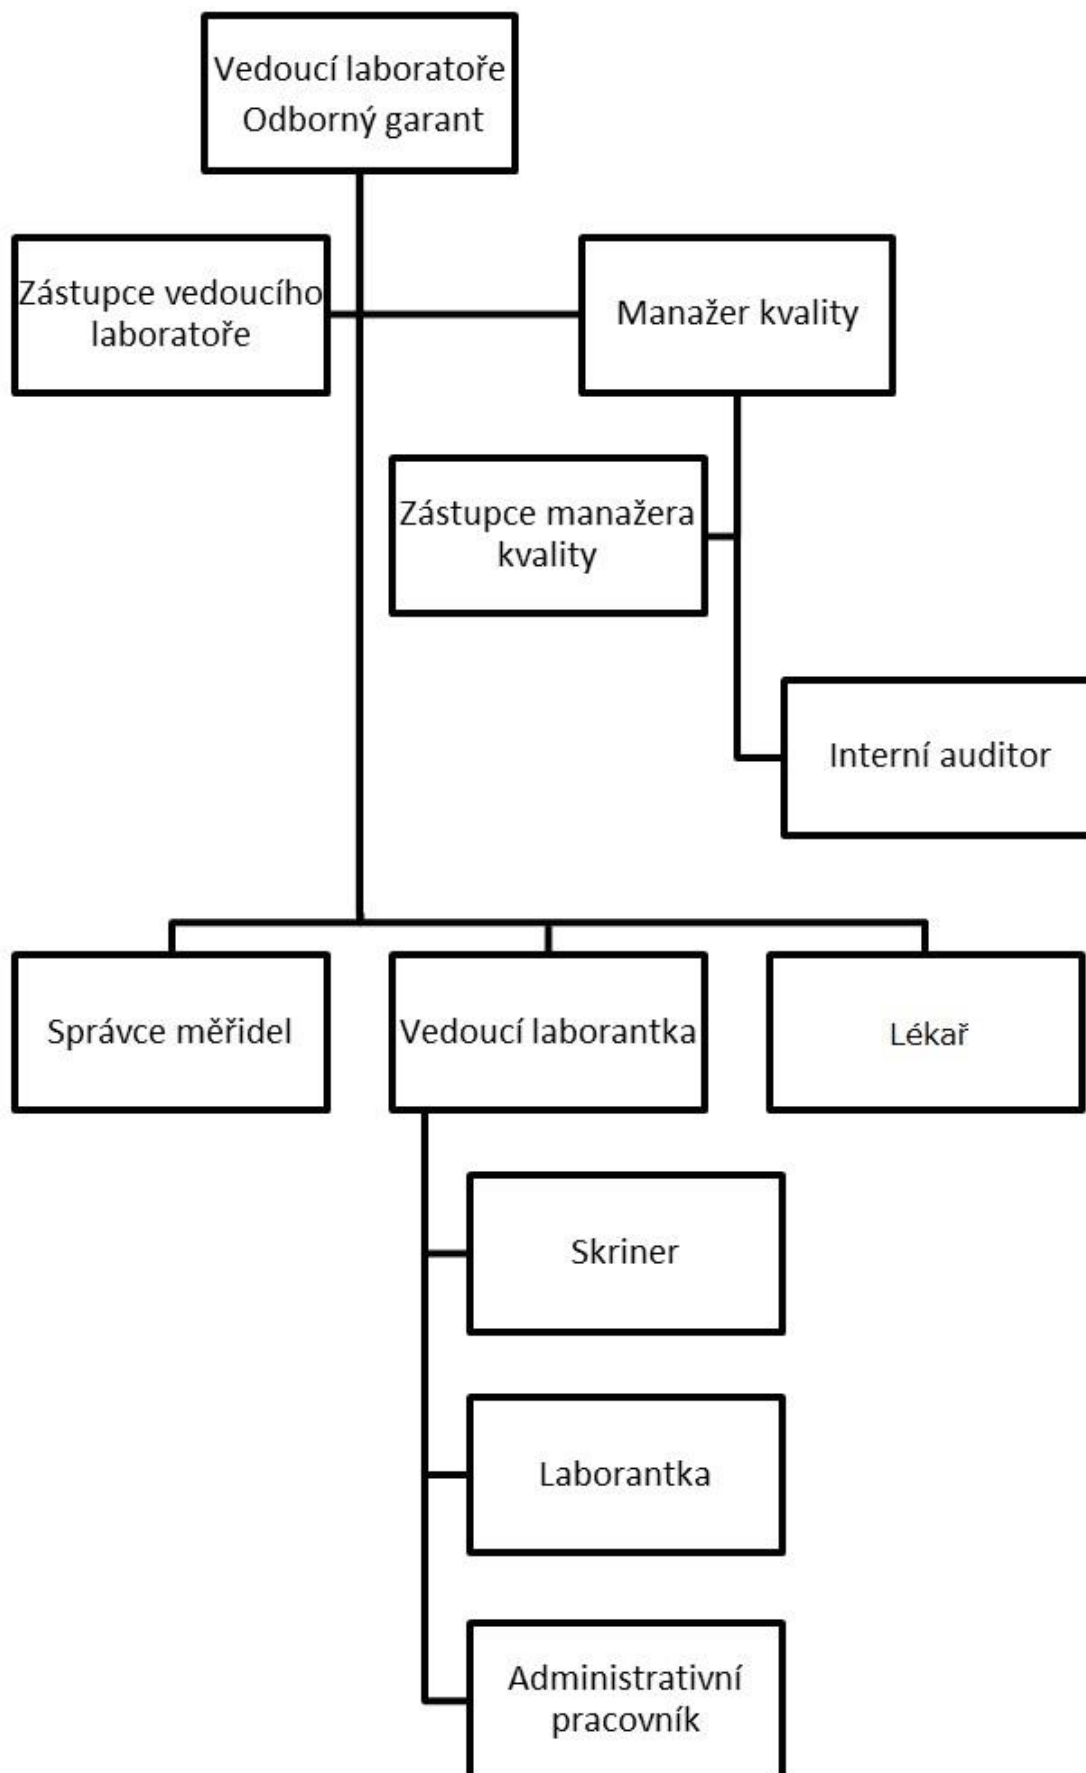 Vedoucí laboratoře
Odborný garant
Zástupce vedoucího
laboratoře
Manažer kvality
Zástupce manažera
kvality
Interní auditor
Správce měřidel
Vedoucí laborantka
Lékař
Skriner
Laborantka
Administrativní
pracovník